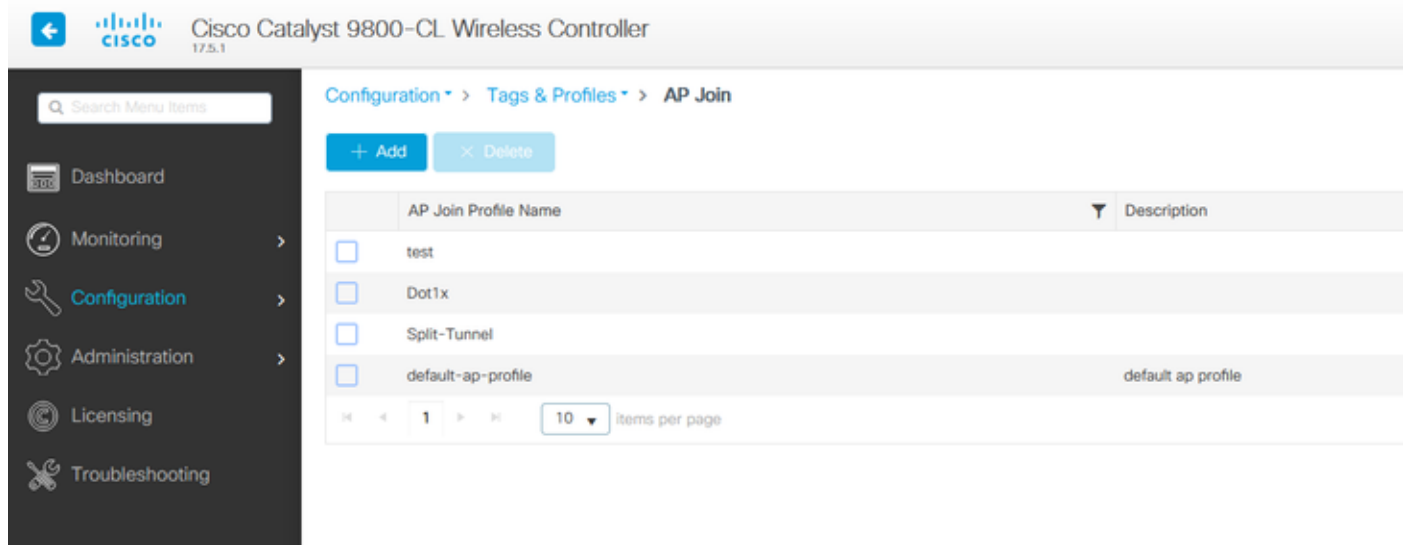 CISCO
Cisco Catalyst 9800-CL Wireless Controller
17.5.1
Search Menu Items
Dashboard
Monitoring
Configuration
Administration
Licensing
Troubleshooting
Configuration > Tags & Profiles > AP Join
+ Add
× Delete
AP Join Profile Name Description
test
Dot1x
Split-Tunnel
default-ap-profile default ap profile
1 10 items per page